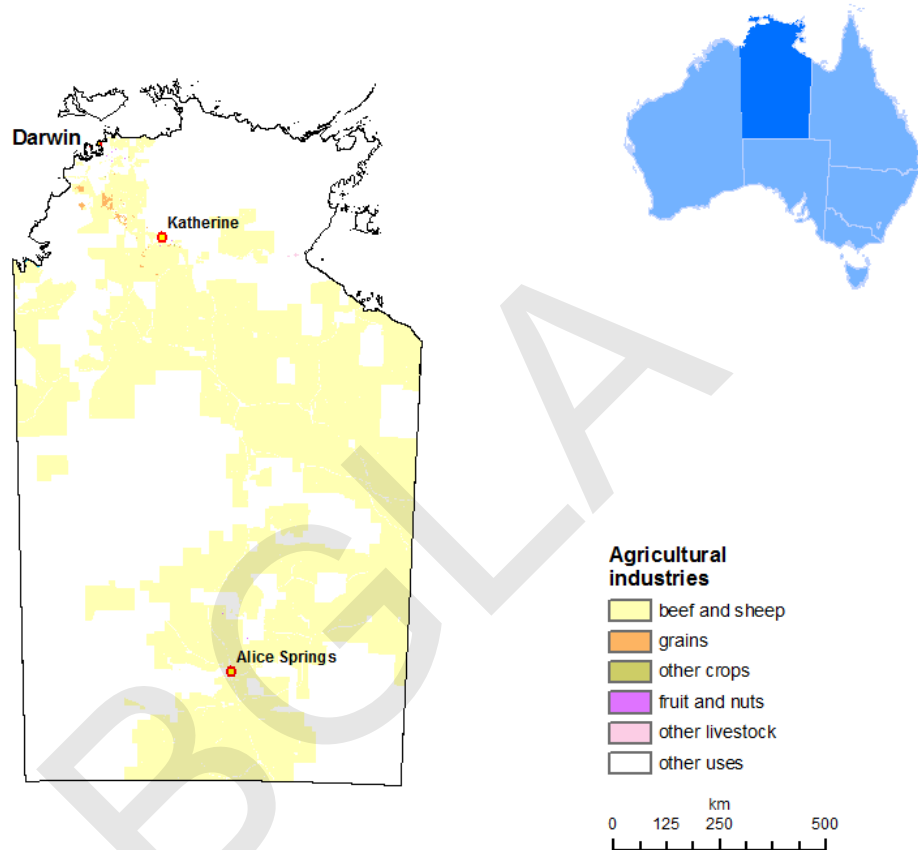 Darwin
Katherine
Alice Springs
BGLA
Agricultural
industries
beef and sheep
grains
other crops
fruit and nuts
other livestock
other uses
km
0 125 250 500